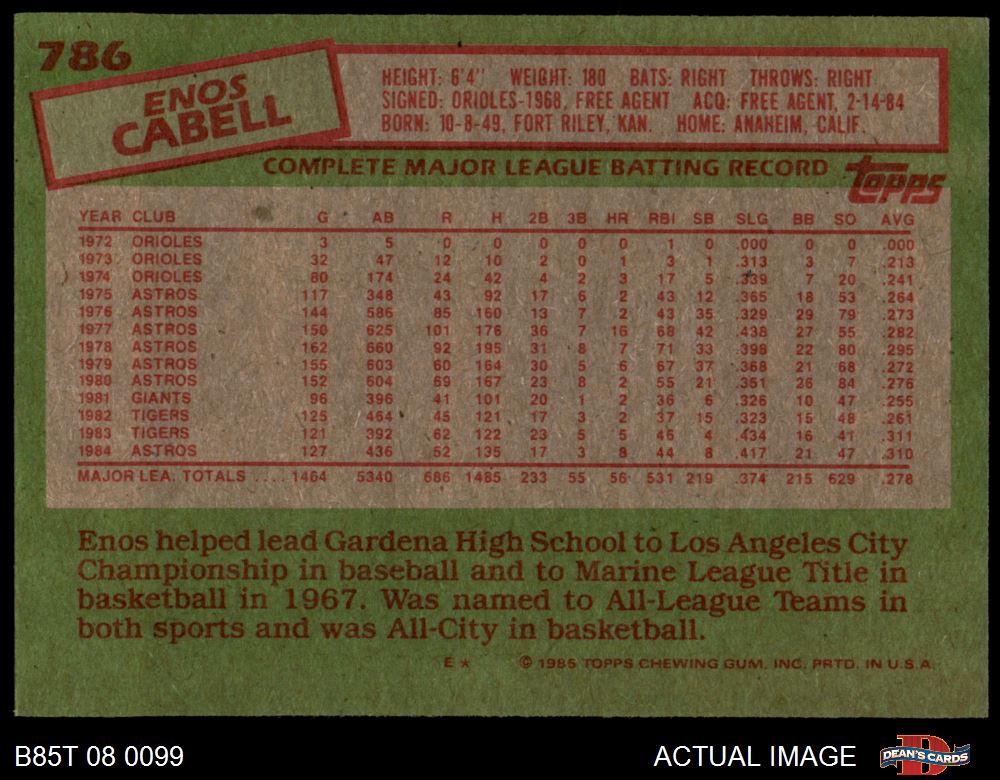 786
ENOS
CABELL
HEIGHT: 6'4" WEIGHT: 180 BATS: RIGHT THROWS: RIGHT
SIGNED: ORIOLES-1968, FREE AGENT ACQ: FREE AGENT, 2-14-84
BORN: 10-8-49, FORT RILEY, KAN. HOME: ANAHEIM, CALIF.
COMPLETE MAJOR LEAGUE BATTING RECORD
topps
YEAR CLUB G AB R H 2B 3B HR RBI SB SLG BB SO AVG
1972 ORIOLES 3 5 0 0 0 0 0 1 0 .000 0 0 .000
1973 ORIOLES 32 47 12 10 2 0 1 3 1 .313 3 7 .213
1974 ORIOLES 80 174 24 42 4 2 3 17 5 .339 7 20 .241
1975 ASTROS 117 348 43 92 17 6 2 43 12 .365 18 53 .264
1976 ASTROS 144 586 85 160 13 7 2 43 35 .329 29 79 .273
1977 ASTROS 150 625 101 176 36 7 16 68 42 .438 27 55 .282
1978 ASTROS 162 660 92 195 31 8 7 71 33 .398 22 80 .295
1979 ASTROS 155 603 60 164 30 5 6 67 37 .368 21 68 .272
1980 ASTROS 152 604 69 167 23 8 2 55 21 .351 26 84 .276
1981 GIANTS 96 396 41 101 20 1 2 36 6 .326 10 47 .255
1982 TIGERS 125 464 45 121 17 3 2 37 15 .323 15 48 .261
1983 TIGERS 121 392 62 122 23 5 5 46 4 .434 16 41 .311
1984 ASTROS 127 436 52 135 17 3 8 44 8 .417 21 47 .310
MAJOR LEA. TOTALS .... 1464 5340 686 1485 233 55 56 531 219 .374 215 629 .278
Enos helped lead Gardena High School to Los Angeles City
Championship in baseball and to Marine League Title in
basketball in 1967. Was named to All-League Teams in
both sports and was All-City in basketball.
E ★ © 1985 TOPPS CHEWING GUM, INC. PRTD. IN U.S.A.
B85T 08 0099 ACTUAL IMAGE DEAN'S CARDS